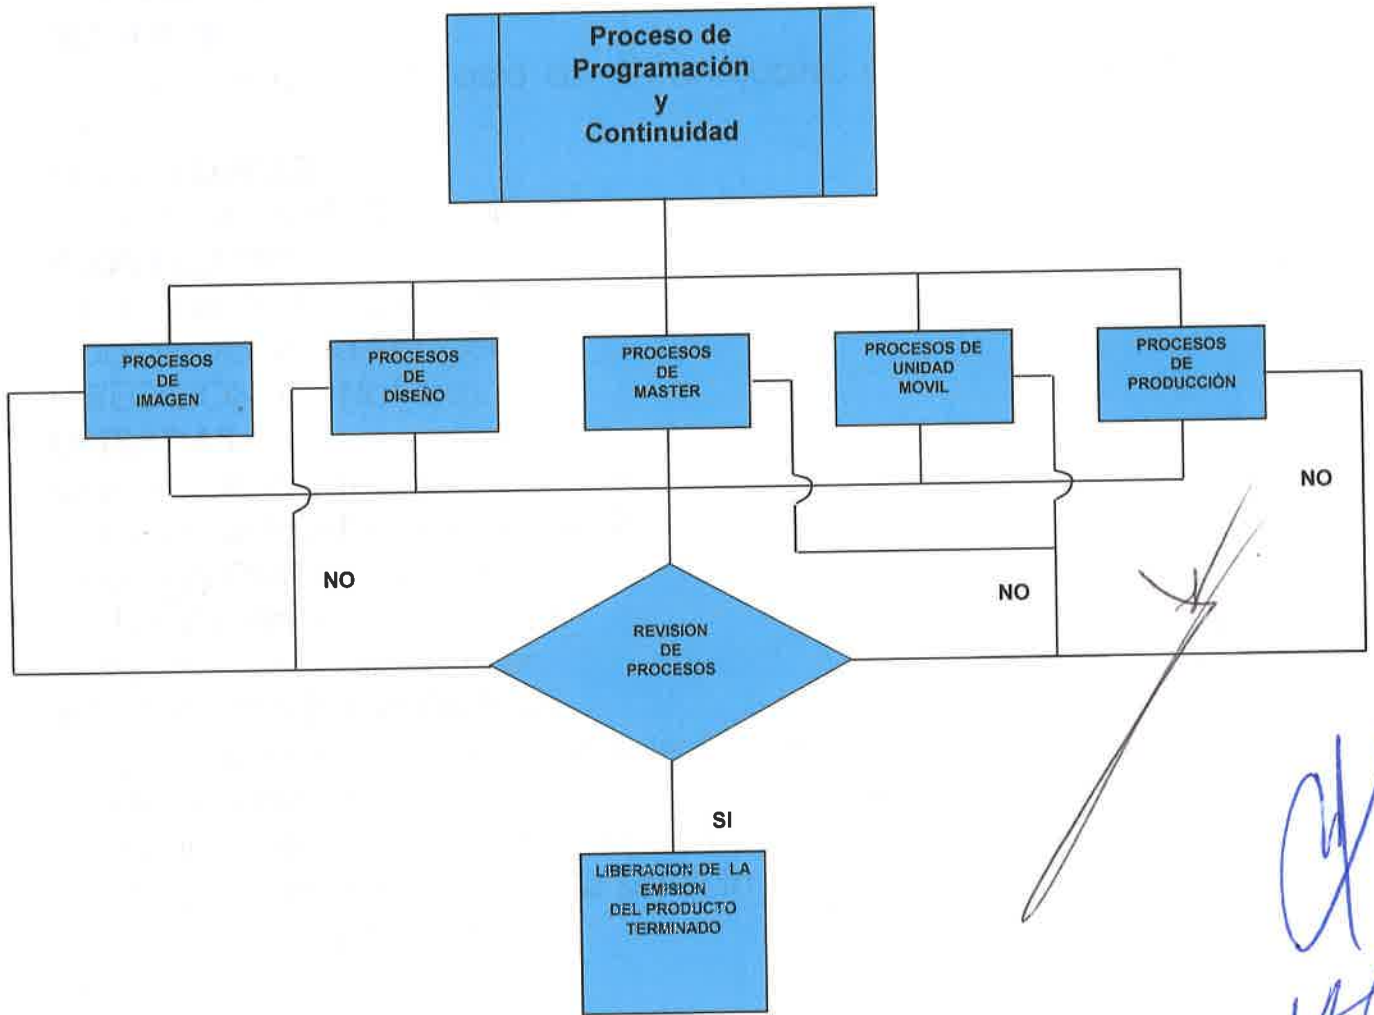 Proceso de
Programación
y
Continuidad
PROCESOS
DE
IMAGEN
PROCESOS
DE
DISEÑO
PROCESOS
DE
MASTER
PROCESOS DE
UNIDAD
MOVIL
PROCESOS
DE
PRODUCCIÓN
NO
NO
NO
REVISION
DE
PROCESOS
SI
LIBERACION DE LA
EMISION
DEL PRODUCTO
TERMINADO